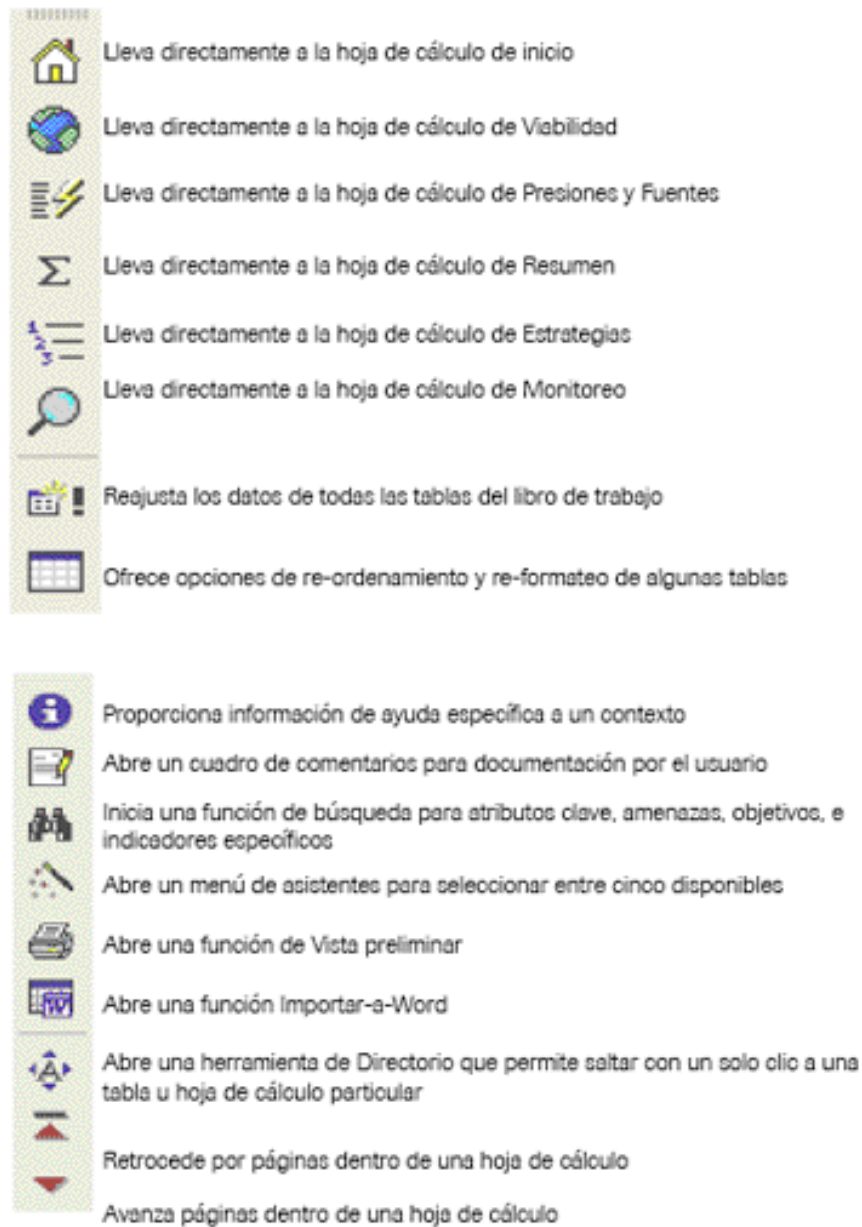 Lleva directamente a la hoja de cálculo de inicio
Lleva directamente a la hoja de cálculo de Viabilidad
Lleva directamente a la hoja de cálculo de Presiones y Fuentes
Lleva directamente a la hoja de cálculo de Resumen
Lleva directamente a la hoja de cálculo de Estrategias
Lleva directamente a la hoja de cálculo de Monitoreo
Reajusta los datos de todas las tablas del libro de trabajo
Ofrece opciones de re-ordenamiento y re-formateo de algunas tablas
Proporciona información de ayuda específica a un contexto
Abre un cuadro de comentarios para documentación por el usuario
Inicia una función de búsqueda para atributos clave, amenazas, objetivos, e
indicadores específicos
Abre un menú de asistentes para seleccionar entre cinco disponibles
Abre una función de Vista preliminar
Abre una función Importar-a-Word
Abre una herramienta de Directorio que permite saltar con un solo clic a una
tabla u hoja de cálculo particular
Retrocede por páginas dentro de una hoja de cálculo
Avanza páginas dentro de una hoja de cálculo